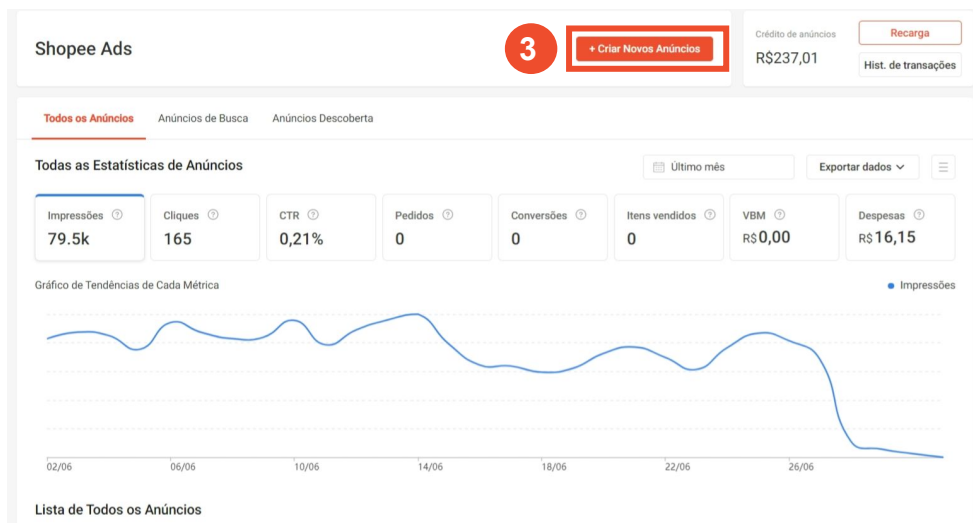 Shopee Ads
3
+ Criar Novos Anúncios
Crédito de anúncios
R$237,01
Recarga
Hist. de transações
Todos os Anúncios
Anúncios de Busca
Anúncios Descoberta
Todas as Estatísticas de Anúncios
Último mês
Exportar dados
Impressões ?
79.5k
Cliques ?
165
CTR ?
0,21%
Pedidos ?
0
Conversões ?
0
Itens vendidos ?
0
VBM ?
R$0,00
Despesas ?
R$16,15
Gráfico de Tendências de Cada Métrica
Impressões
02/06
06/06
10/06
14/06
18/06
22/06
26/06
Lista de Todos os Anúncios